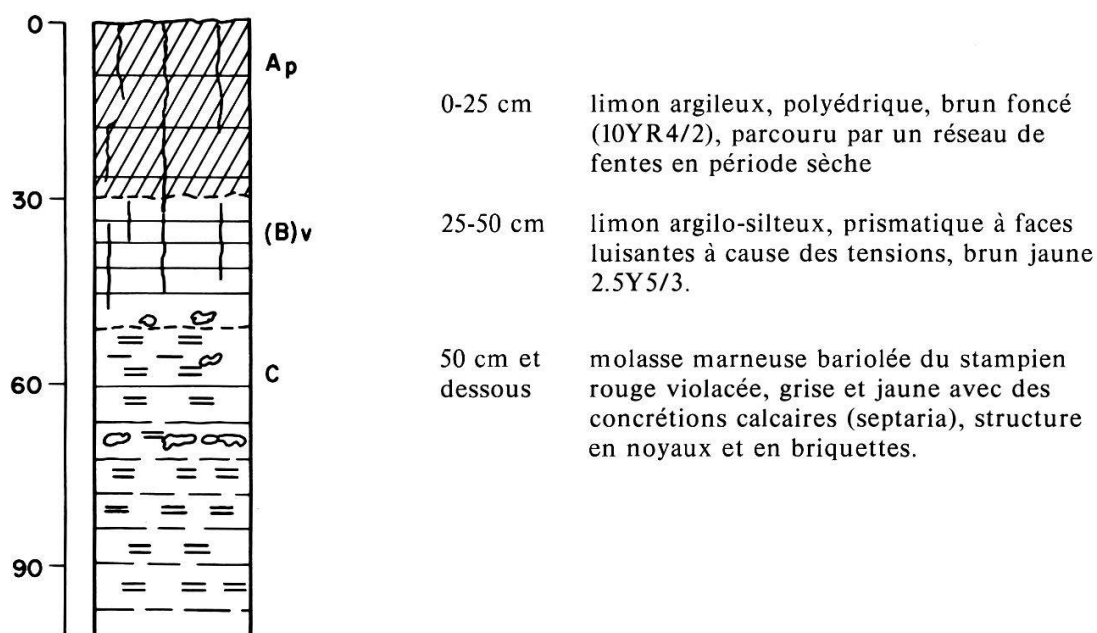 0
Ap
0-25 cm limon argileux, polyédrique, brun foncé
(10YR4/2), parcouru par un réseau de
fentes en période sèche
30
(B)v
25-50 cm limon argilo-silteux, prismatique à faces
luisantes à cause des tensions, brun jaune
2.5Y5/3.
60
C
50 cm et molasse marneuse bariolée du stampien
dessous rouge violacée, grise et jaune avec des
concrétions calcaires (septaria), structure
en noyaux et en briquettes.
90